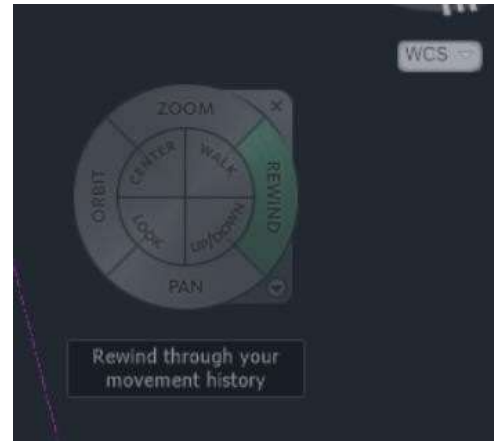 WCS
ZOOM
CENTER
WALK
ORBIT
REWIND
LOOK
UP/DOWN
PAN
Rewind through your
movement history